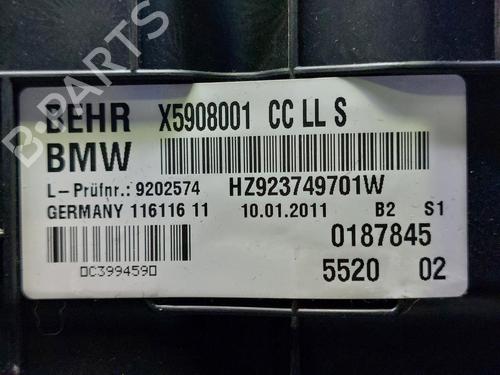 BEHR X5908001 CC LL S
BMW
L-Prüfnr.: 9202574 HZ923749701W
GERMANY 116116 11 10.01.2011 B2 S1
0187845
0C3994590 5520 02
B-PARTS